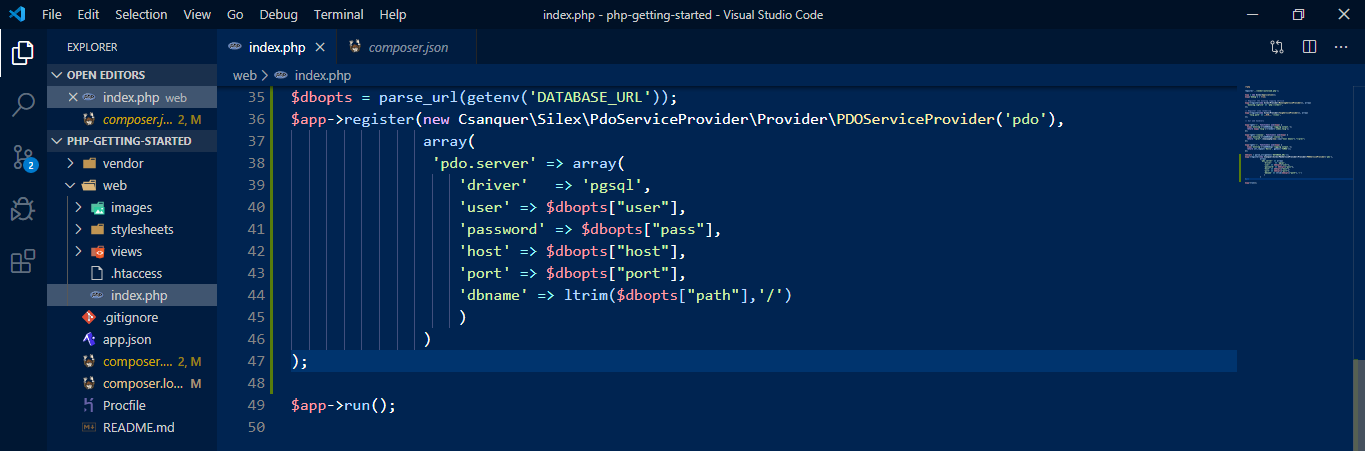 File Edit Selection View Go Debug Terminal Help index.php - php-getting-started - Visual Studio Code
EXPLORER
OPEN EDITORS
index.php web
composer.j... 2, M
PHP-GETTING-STARTED
vendor
web
images
stylesheets
views
.htaccess
index.php
.gitignore
app.json
composer.... 2, M
composer.lo... M
Procfile
README.md
2
index.php composer.json
web > index.php
35 $dbopts = parse_url(getenv('DATABASE_URL'));
36 $app->register(new Csanquer\Silex\PdoServiceProvider\Provider\PDOServiceProvider('pdo'),
37 array(
38 'pdo.server' => array(
39 'driver' => 'pgsql',
40 'user' => $dbopts["user"],
41 'password' => $dbopts["pass"],
42 'host' => $dbopts["host"],
43 'port' => $dbopts["port"],
44 'dbname' => ltrim($dbopts["path"],'/')
45 )
46 )
47 );
48
49 $app->run();
50